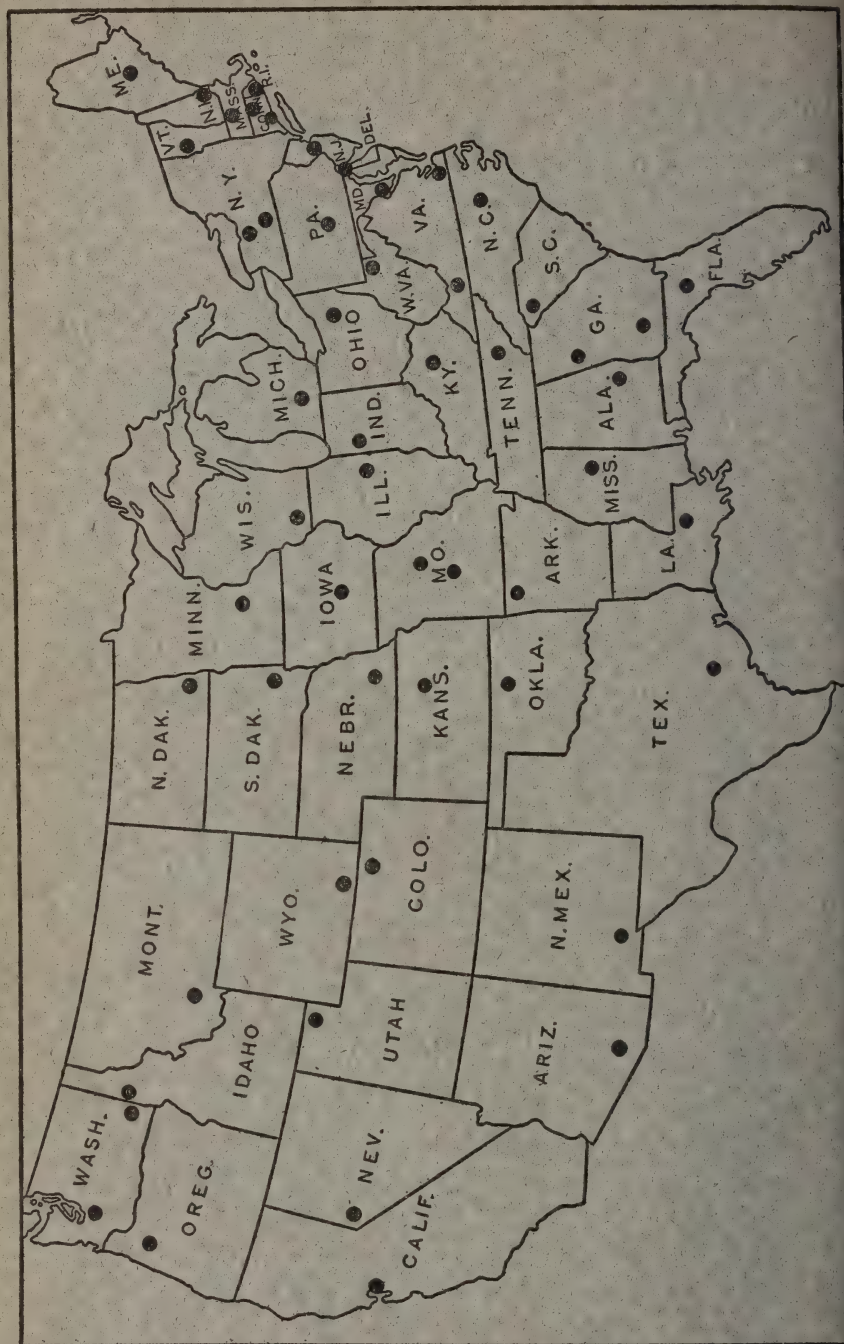 WASH.
OREG.
CALIF.
NEV.
IDAHO
MONT.
WYO.
UTAH
COLO.
ARIZ.
N. MEX.
N. DAK.
S. DAK.
NEBR.
KANS.
OKLA.
TEX.
MINN.
IOWA
MO.
ARK.
LA.
WIS.
ILL.
MICH.
IND.
OHIO
KY.
TENN.
MISS.
ALA.
GA.
FLA.
S.C.
N.C.
VA.
W.VA.
MD.
DEL.
N.J.
PA.
N.Y.
VT.
MASS.
R.I.
ME.